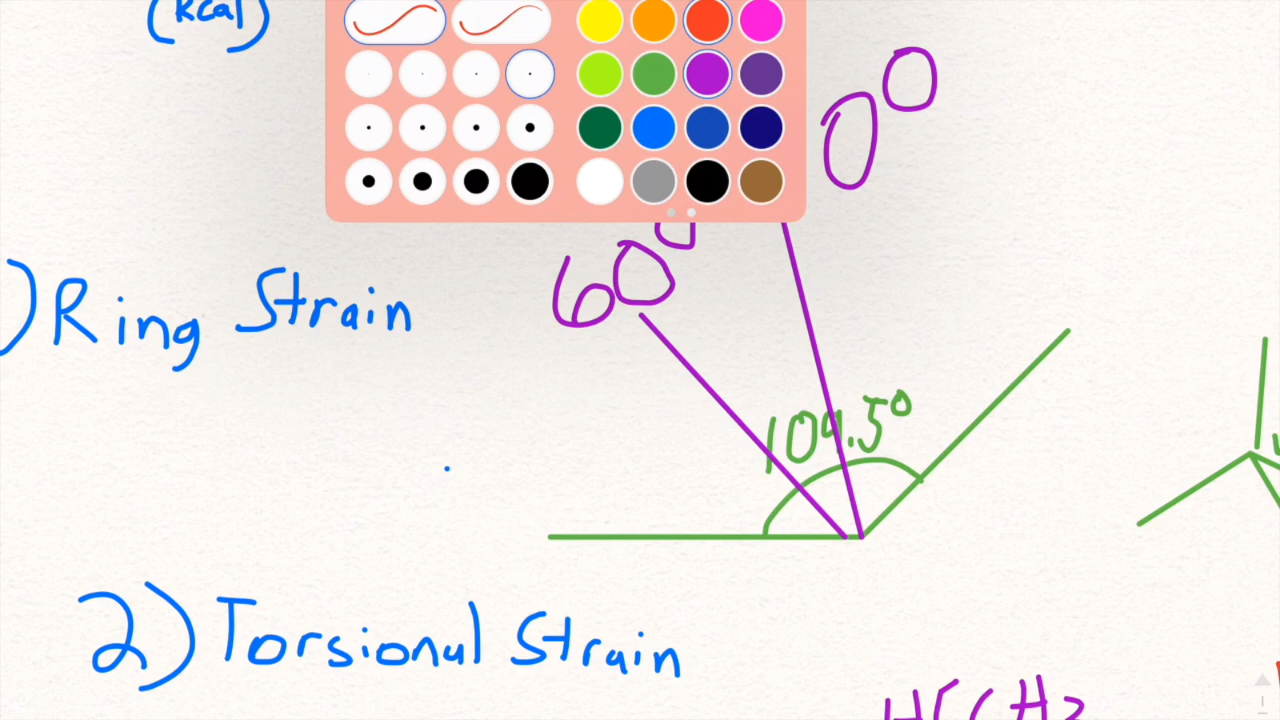 (kcal)
0°
60°
) Ring Strain
109.5°
2) Torsional Strain